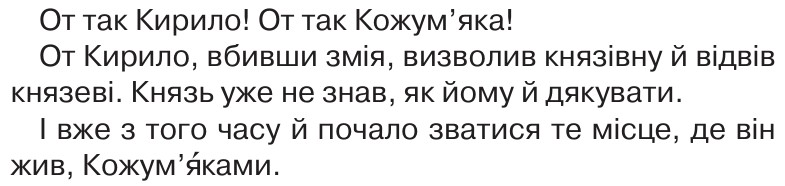 От так Кирило! От так Кожум’яка!
От Кирило, вбивши змія, визволив князівну й відвів
князеві. Князь уже не знав, як йому й дякувати.
І вже з того часу й почало зватися те місце, де він
жив, Кожум’я́ками.